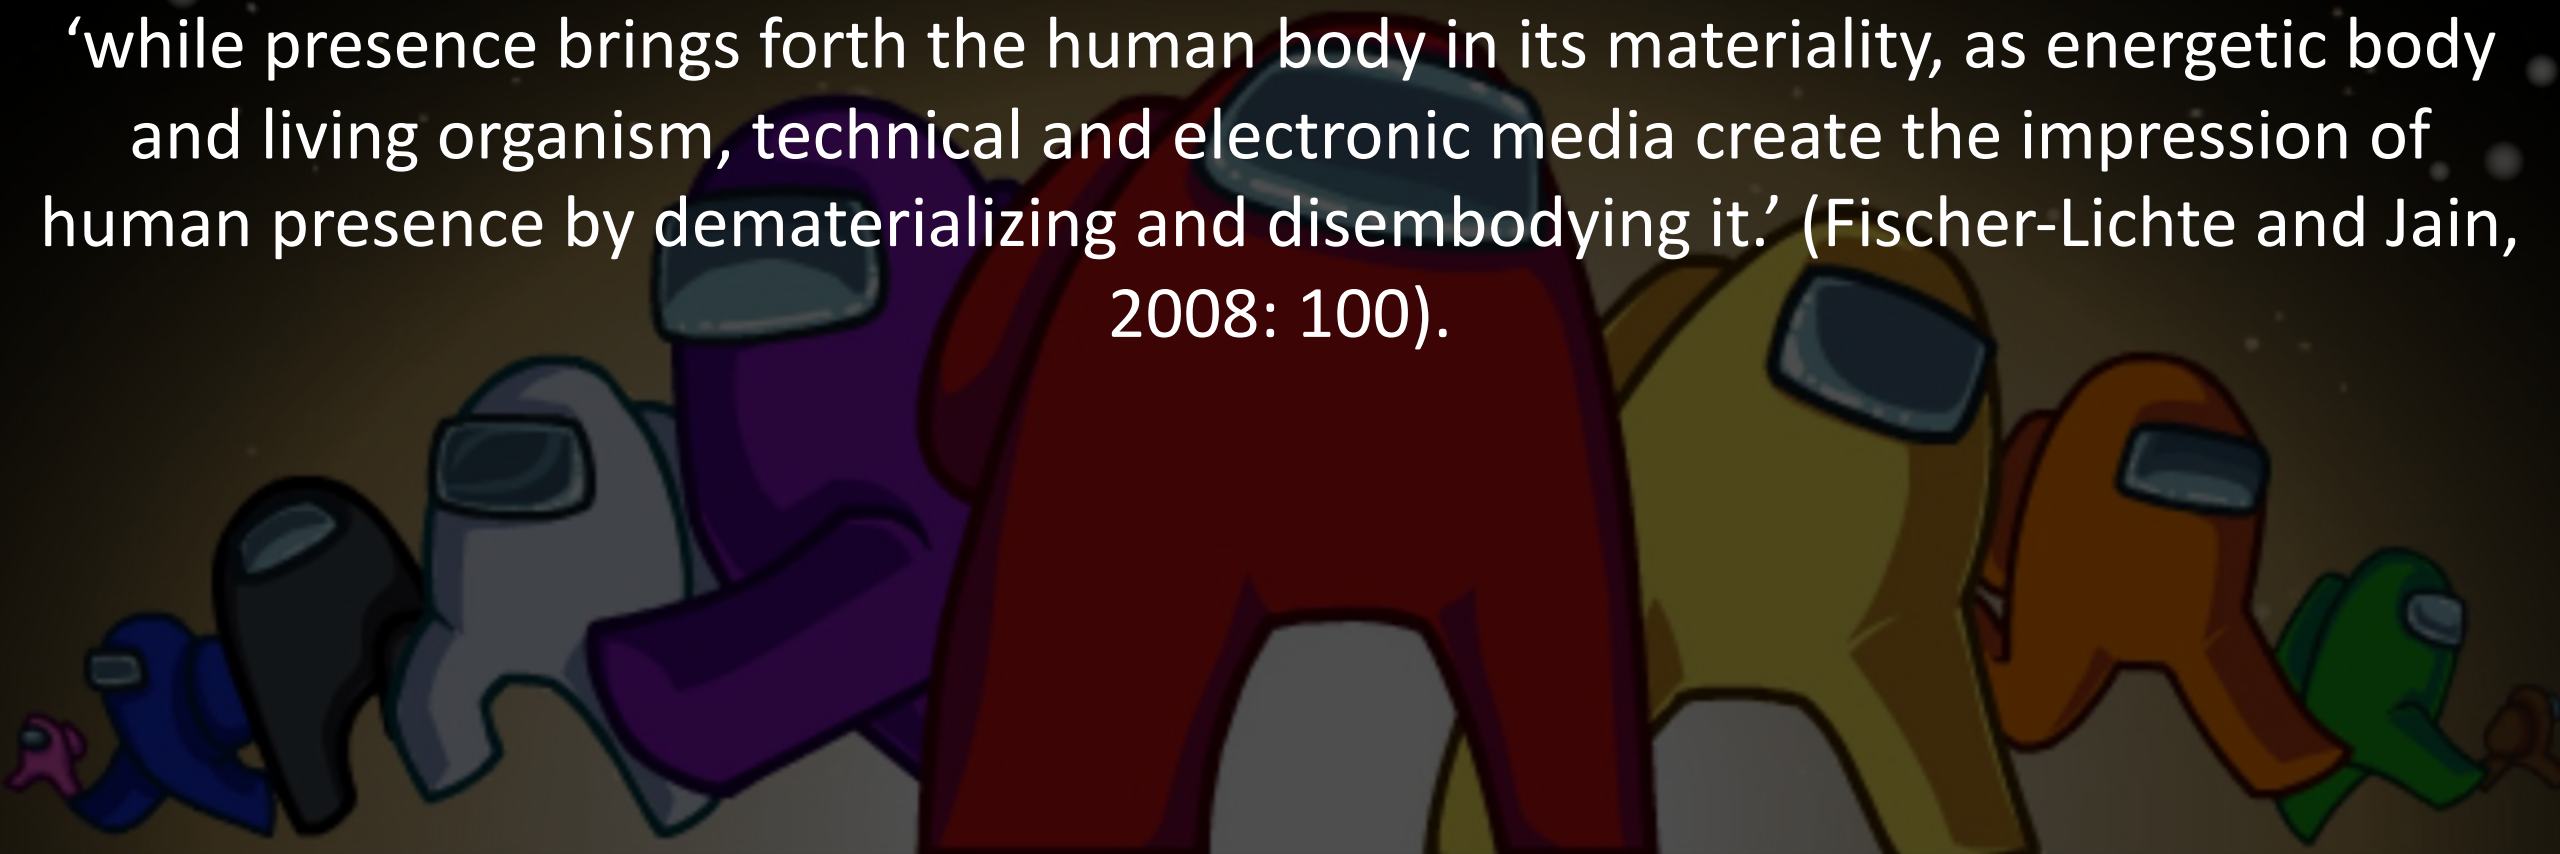 ‘while presence brings forth the human body in its materiality, as energetic body
and living organism, technical and electronic media create the impression of
human presence by dematerializing and disembodying it.’ (Fischer-Lichte and Jain,
2008: 100).